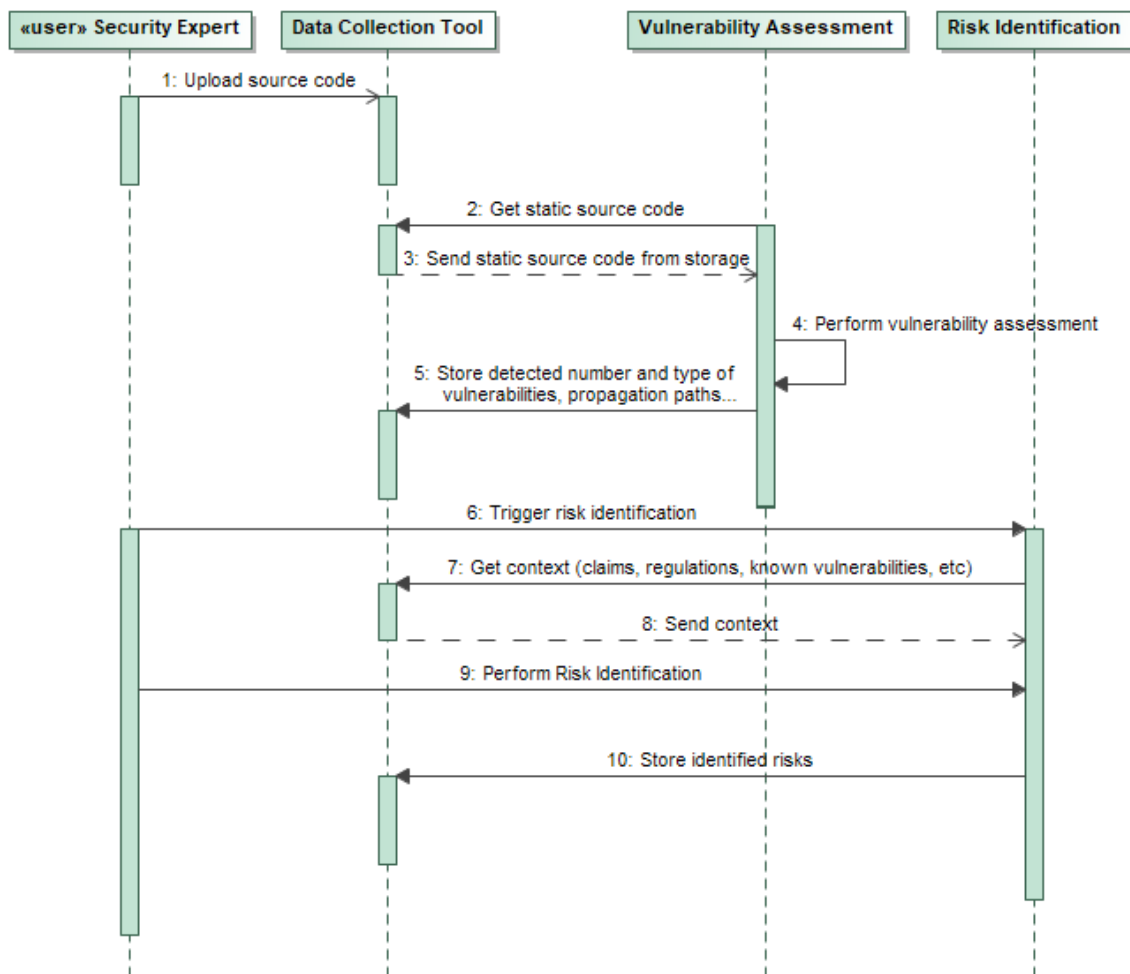 «user» Security Expert
Data Collection Tool
Vulnerability Assessment
Risk Identification
1: Upload source code
2: Get static source code
3: Send static source code from storage
4: Perform vulnerability assessment
5: Store detected number and type of
vulnerabilities, propagation paths...
6: Trigger risk identification
7: Get context (claims, regulations, known vulnerabilities, etc)
8: Send context
9: Perform Risk Identification
10: Store identified risks